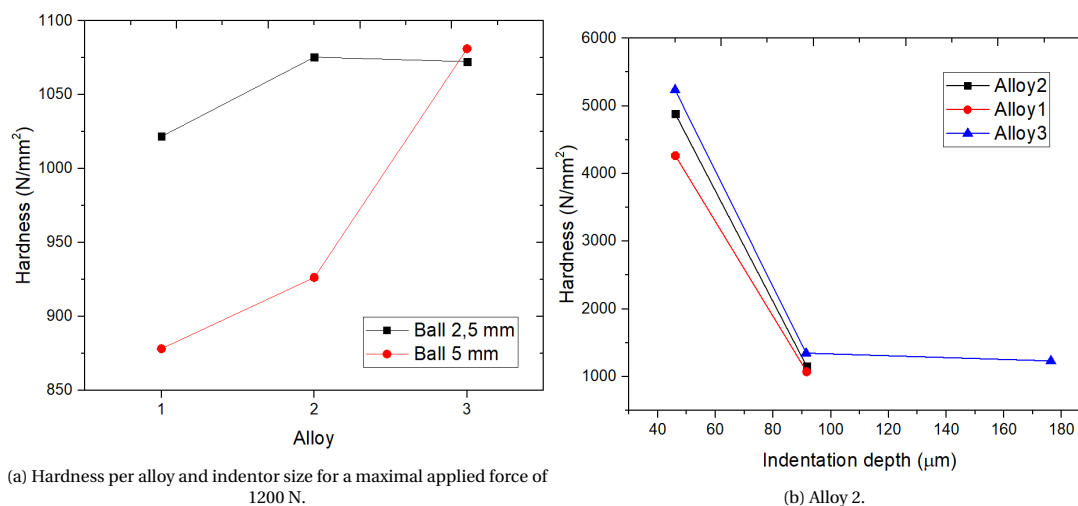 1100
1050
1000
950
900
850
Hardness (N/mm²)
Ball 2,5 mm
Ball 5 mm
1
2
3
Alloy
(a) Hardness per alloy and indentor size for a maximal applied force of
1200 N.
6000
5000
4000
3000
2000
1000
Hardness (N/mm²)
Alloy2
Alloy1
Alloy3
40 60 80 100 120 140 160 180
Indentation depth (μm)
(b) Alloy 2.